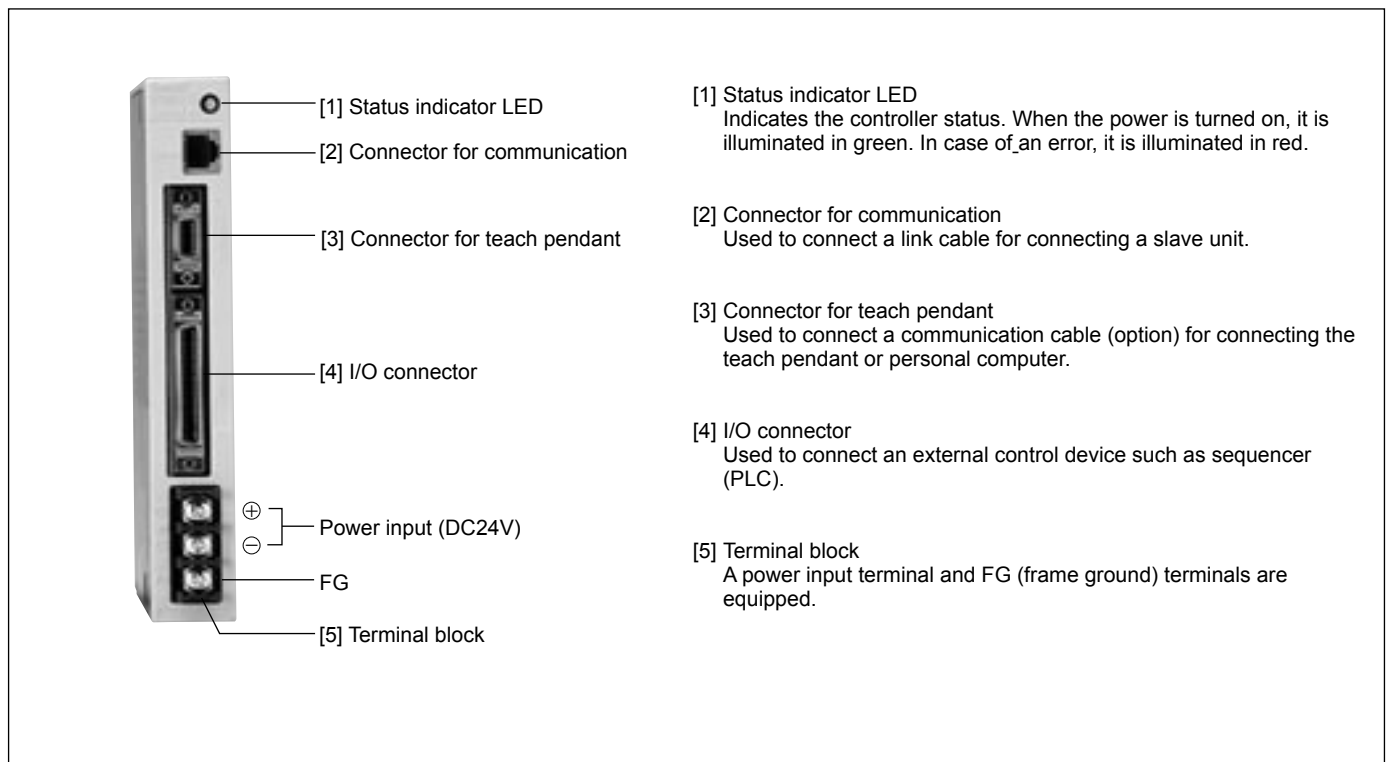 [1] Status indicator LED
[2] Connector for communication
[3] Connector for teach pendant
[4] I/O connector
⊕
⊖
Power input (DC24V)
FG
[5] Terminal block
[1] Status indicator LED
Indicates the controller status. When the power is turned on, it is
illuminated in green. In case of an error, it is illuminated in red.
[2] Connector for communication
Used to connect a link cable for connecting a slave unit.
[3] Connector for teach pendant
Used to connect a communication cable (option) for connecting the
teach pendant or personal computer.
[4] I/O connector
Used to connect an external control device such as sequencer
(PLC).
[5] Terminal block
A power input terminal and FG (frame ground) terminals are
equipped.